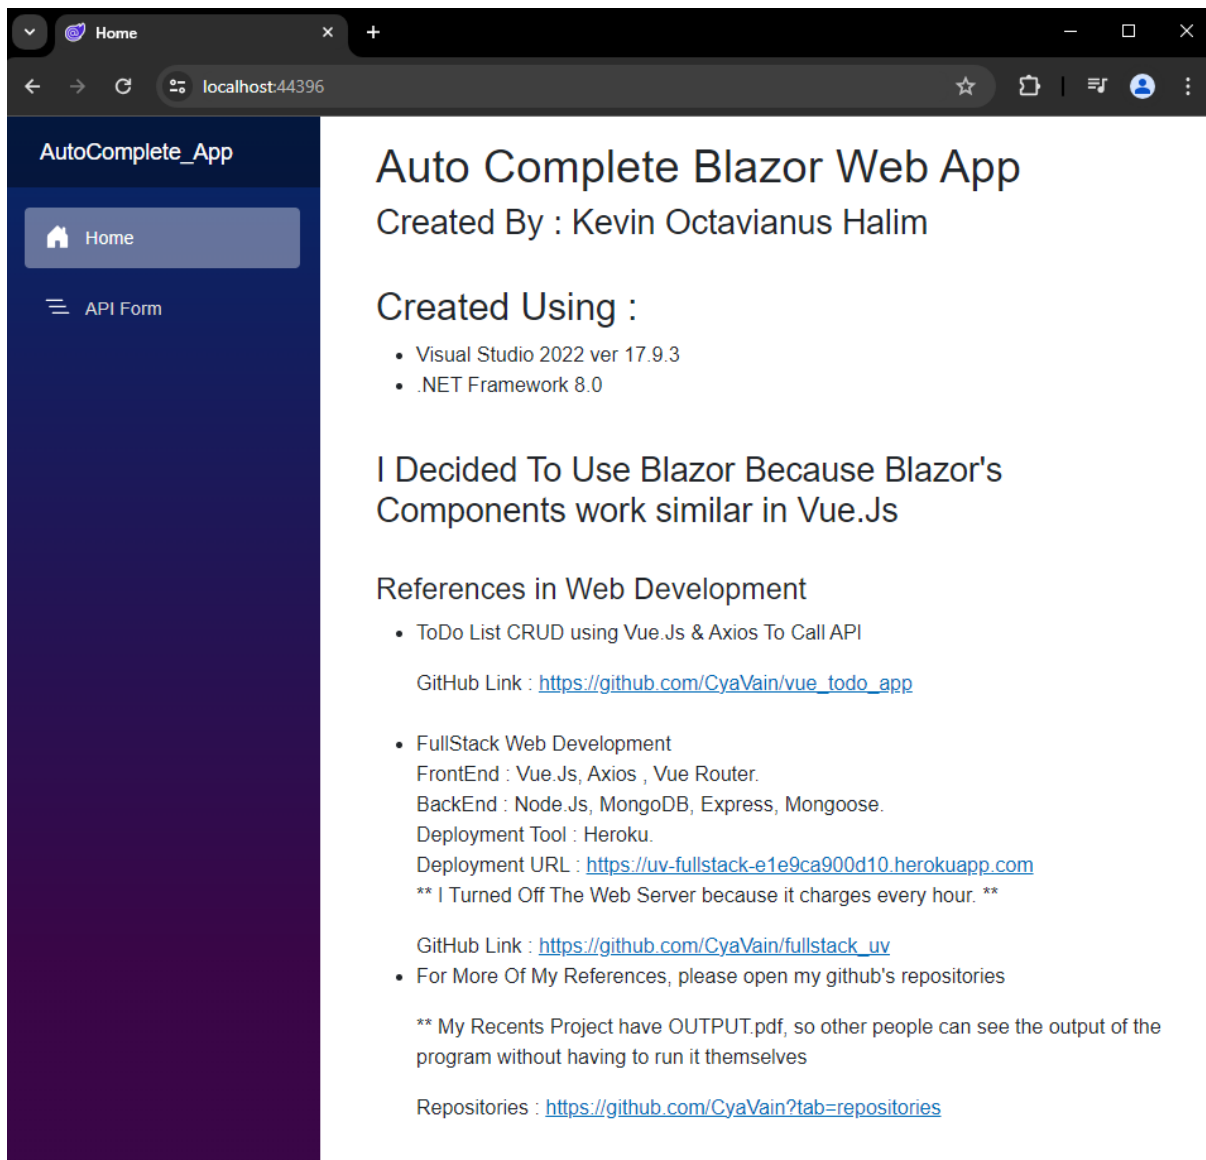 Home
localhost:44396
AutoComplete_App
Home
API Form
Auto Complete Blazor Web App
Created By : Kevin Octavianus Halim
Created Using :
Visual Studio 2022 ver 17.9.3
.NET Framework 8.0
I Decided To Use Blazor Because Blazor's
Components work similar in Vue.Js
References in Web Development
ToDo List CRUD using Vue.Js & Axios To Call API
GitHub Link : https://github.com/CyaVain/vue_todo_app
FullStack Web Development
FrontEnd : Vue.Js, Axios , Vue Router.
BackEnd : Node.Js, MongoDB, Express, Mongoose.
Deployment Tool : Heroku.
Deployment URL : https://uv-fullstack-e1e9ca900d10.herokuapp.com
** I Turned Off The Web Server because it charges every hour. **
GitHub Link : https://github.com/CyaVain/fullstack_uv
For More Of My References, please open my github's repositories
** My Recents Project have OUTPUT.pdf, so other people can see the output of the
program without having to run it themselves
Repositories : https://github.com/CyaVain?tab=repositories